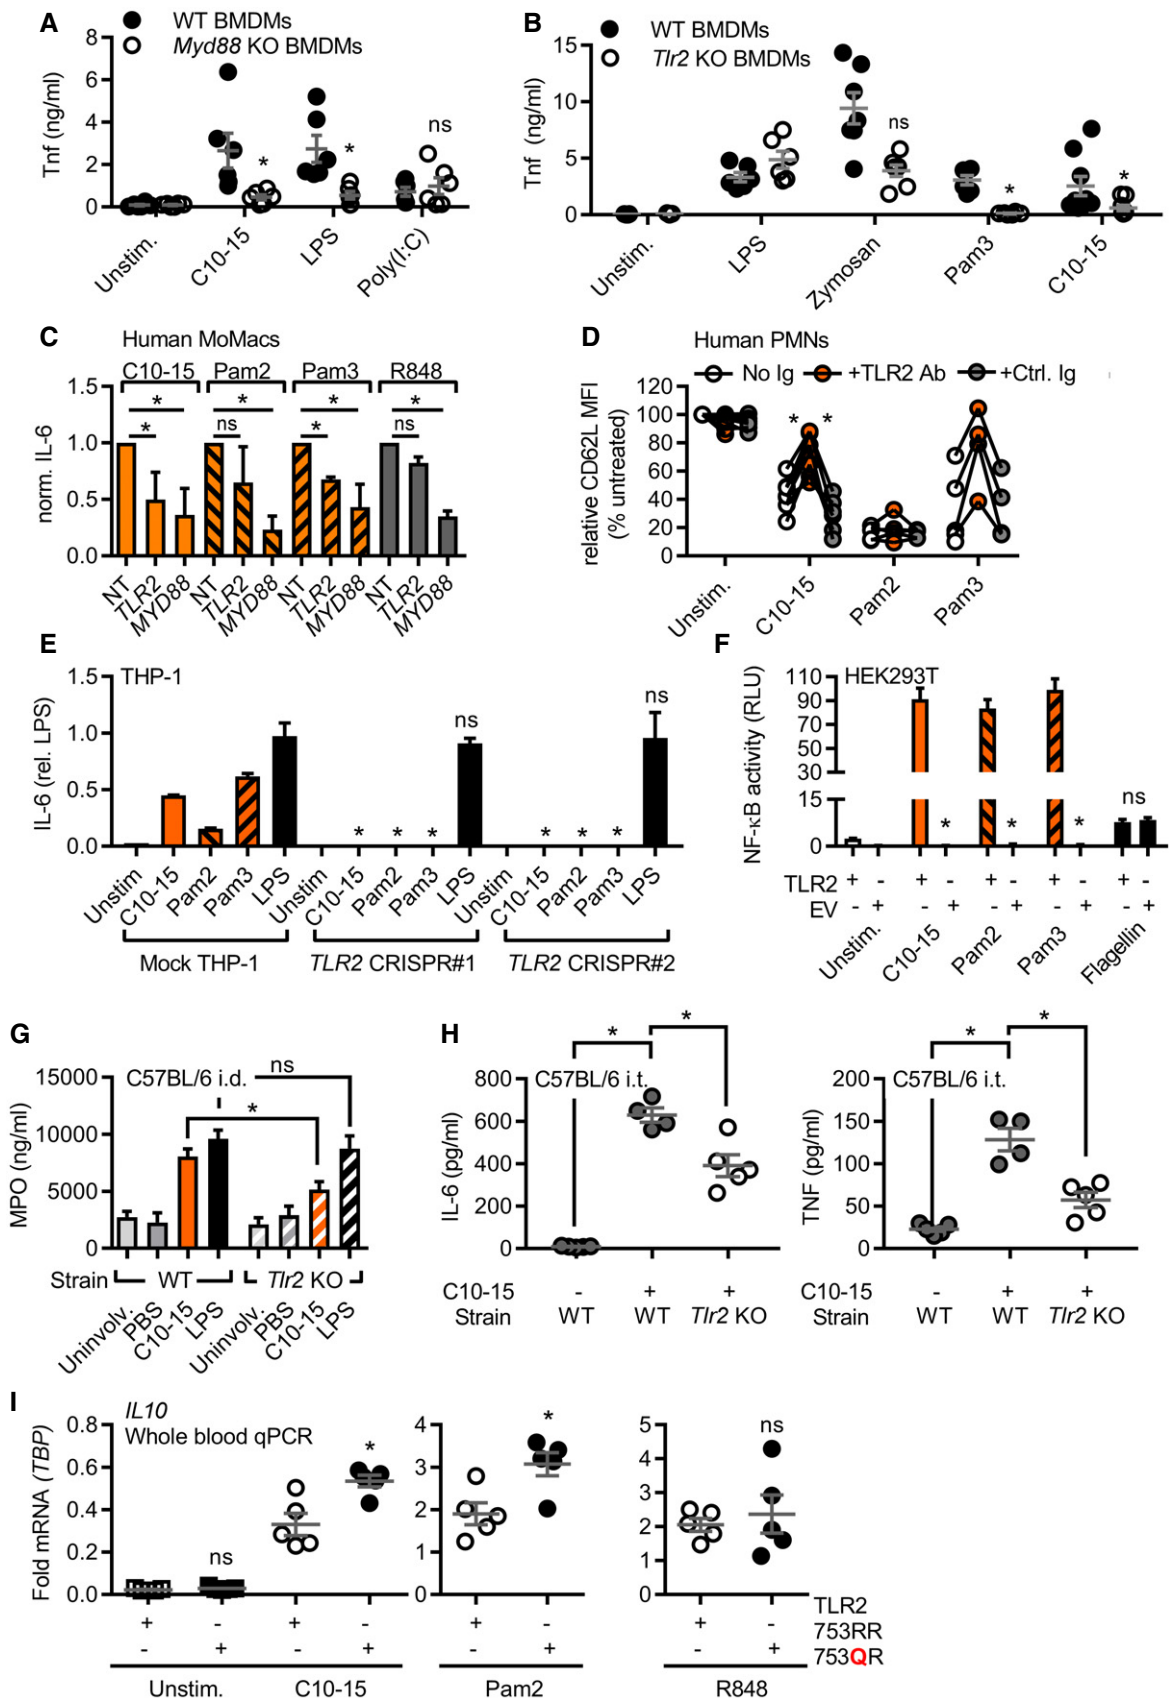 A
WT BMDMs
Myd88 KO BMDMs
Tnf (ng/ml)
8
6
4
2
0
*
*
ns
Unstim.
C10-15
LPS
Poly(I:C)
B
WT BMDMs
Tlr2 KO BMDMs
Tnf (ng/ml)
15
10
5
0
ns
*
*
Unstim.
LPS
Zymosan
Pam3
C10-15
C
Human MoMacs
C10-15 Pam2 Pam3 R848
norm. IL-6
1.5
1.0
0.5
0.0
* * * *
* ns * ns
NT TLR2 MYD88 NT TLR2 MYD88 NT TLR2 MYD88 NT TLR2 MYD88
D
Human PMNs
No Ig +TLR2 Ab +Ctrl. Ig
relative CD62L MFI
(% untreated)
120
100
80
60
40
20
0
* *
Unstim.
C10-15
Pam2
Pam3
E
THP-1
IL-6 (rel. LPS)
1.5
1.0
0.5
0.0
* * * ns * * * ns
Unstim C10-15 Pam2 Pam3 LPS Unstim C10-15 Pam2 Pam3 LPS Unstim C10-15 Pam2 Pam3 LPS
Mock THP-1 TLR2 CRISPR#1 TLR2 CRISPR#2
F
HEK293T
NF-κB activity (RLU)
110
90
70
50
30
15
0
* * * ns
TLR2 + - + - + - + -
EV - + - + - + - +
Unstim. C10-15 Pam2 Pam3 Flagellin
G
C57BL/6 i.d.
ns
*
MPO (ng/ml)
15000
10000
5000
0
Strain WT Tlr2 KO
Uninvolv. PBS C10-15 LPS Uninvolv. PBS C10-15 LPS
H
* *
C57BL/6 i.t.
IL-6 (pg/ml)
800
600
400
200
0
C10-15 - + +
Strain WT WT Tlr2 KO
* *
C57BL/6 i.t.
TNF (pg/ml)
200
150
100
50
0
C10-15 - + +
Strain WT WT Tlr2 KO
I
IL10
Whole blood qPCR
Fold mRNA (TBP)
0.8
0.6
0.4
0.2
0.0
ns
*
4
3
2
1
0
*
5
4
3
2
1
0
ns
TLR2
+ - + - + - + - 753RR
- + - + - + - + 753QR
Unstim. C10-15 Pam2 R848